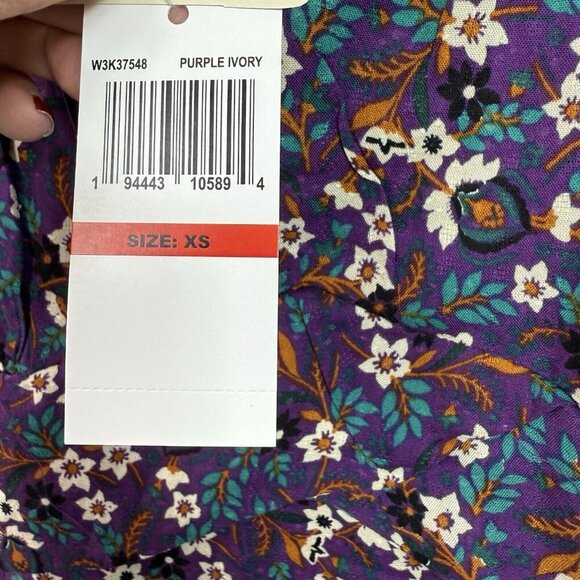 W3K37548 PURPLE IVORY
1 94443 10589 4
SIZE: XS